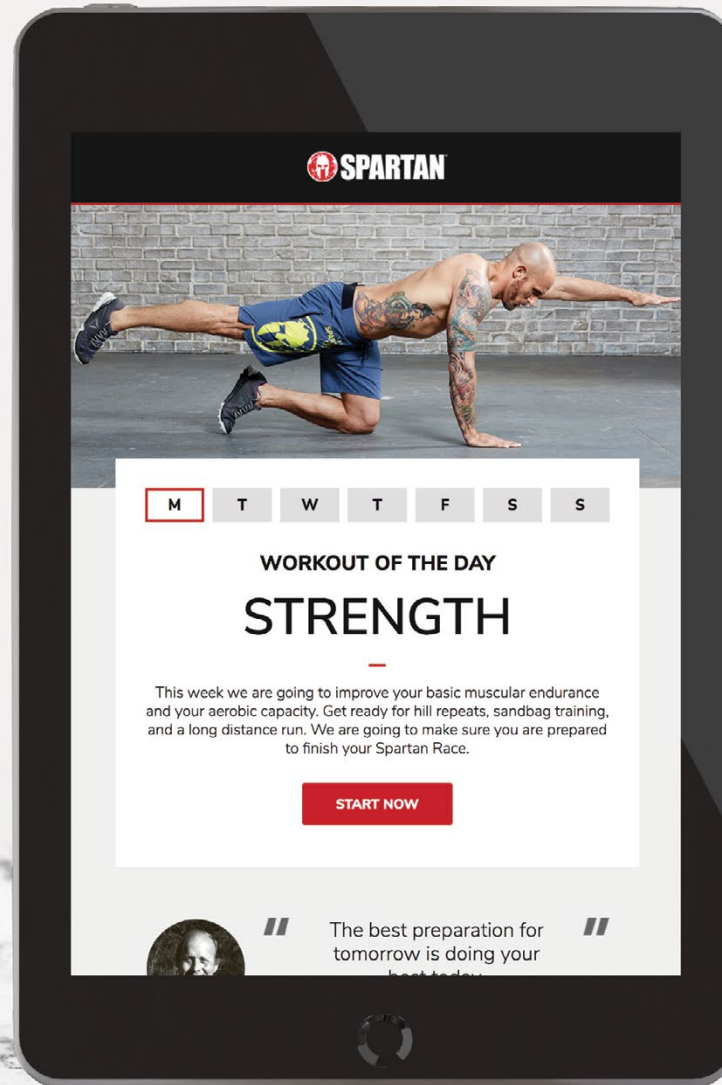 SPARTAN
M T W T F S S
WORKOUT OF THE DAY
STRENGTH
This week we are going to improve your basic muscular endurance
and your aerobic capacity. Get ready for hill repeats, sandbag training,
and a long distance run. We are going to make sure you are prepared
to finish your Spartan Race.
START NOW
" The best preparation for "
tomorrow is doing your
best today